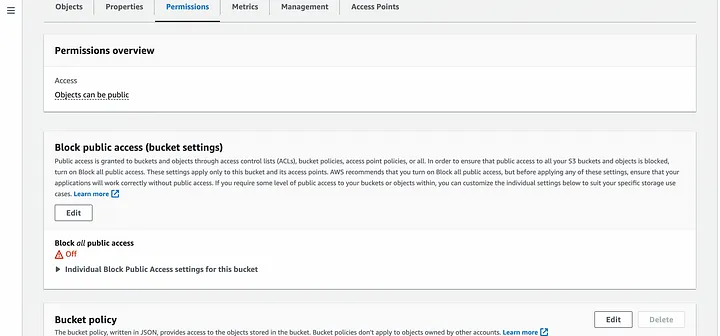 Objects Properties Permissions Metrics Management Access Points
Permissions overview
Access
Objects can be public
Block public access (bucket settings)
Public access is granted to buckets and objects through access control lists (ACLs), bucket policies, access point policies, or all. In order to ensure that public access to all your S3 buckets and objects is blocked,
turn on Block all public access. These settings apply only to this bucket and its access points. AWS recommends that you turn on Block all public access, but before applying any of these settings, ensure that your
applications will work correctly without public access. If you require some level of public access to your buckets or objects within, you can customize the individual settings below to suit your specific storage use
cases. Learn more
Edit
Block all public access
Off
Individual Block Public Access settings for this bucket
Bucket policy Edit Delete
The bucket policy, written in JSON, provides access to the objects stored in the bucket. Bucket policies don't apply to objects owned by other accounts. Learn more